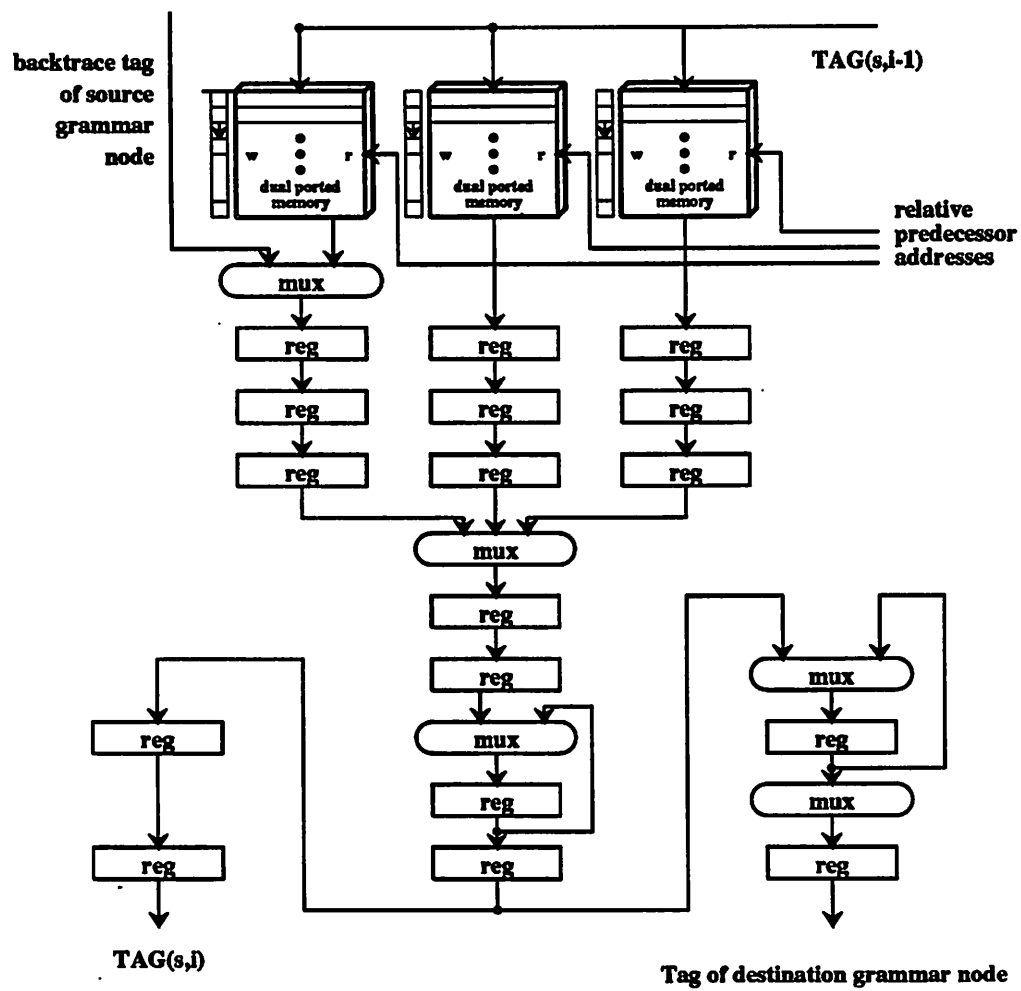 backtrace tag
of source
grammar
node
TAG(s,i-1)
w r
dual ported
memory
w r
dual ported
memory
w r
dual ported
memory
relative
predecessor
addresses
mux
reg reg reg
reg reg reg
reg reg reg
mux
reg
reg
mux
reg
mux
reg
reg
mux
reg
reg
reg
TAG(s,i)
Tag of destination grammar node